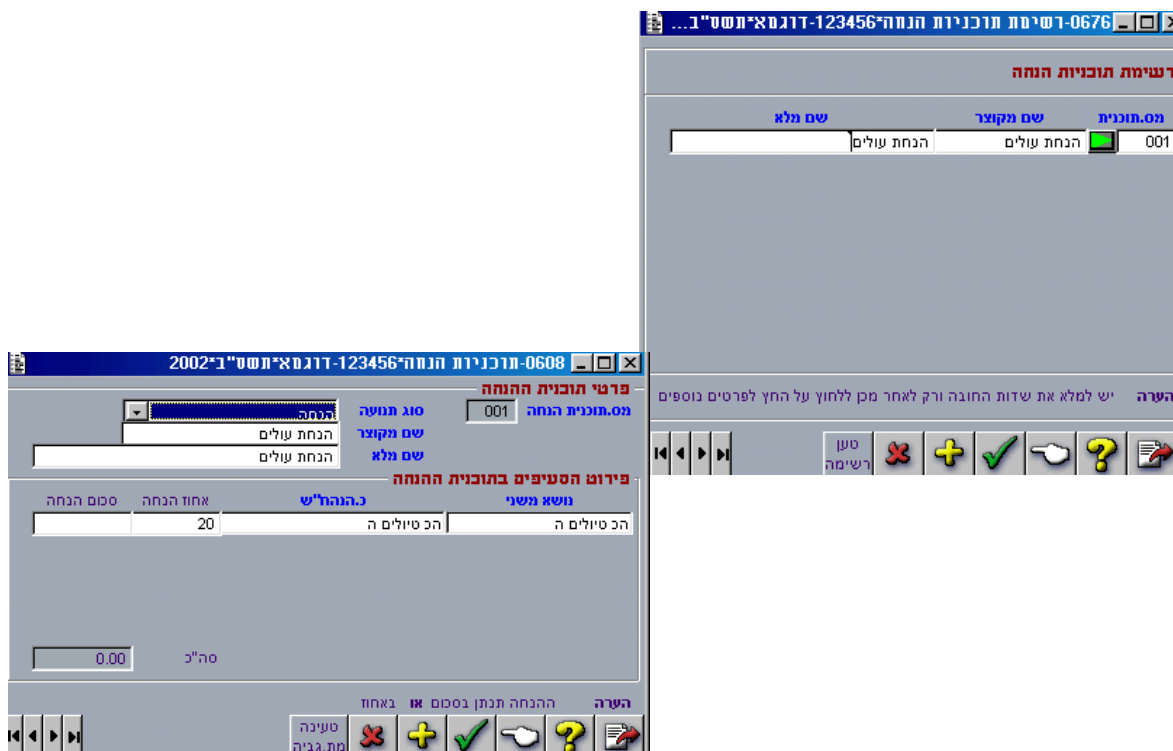 0676-רשימת תוכניות הנחה*123456-דוגמא*תשס"ב...
רשימת תוכניות הנחה
מס.תוכנית שם מקוצר שם מלא
001 הנחת עולים הנחת עולים
הערה יש למלא את שדות החובה ורק לאחר מכן ללחוץ על החץ לפרטים נוספים
טען
רשימה
0608-תוכניות הנחה*123456-דוגמא*תשס"ב*2002
פרטי תוכנית ההנחה
מס.תוכנית הנחה 001 סוג תנועה הנחה
שם מקוצר הנחת עולים
שם מלא הנחת עולים
פירוט הסעיפים בתוכנית ההנחה
נושא משני כ.הנהח"ש אחוז הנחה סכום הנחה
הכ טיולים ה הכ טיולים ה 20
סה"כ 0.00
הערה ההנחה תנתן בסכום או באחוז
טעינה
מת.גביה